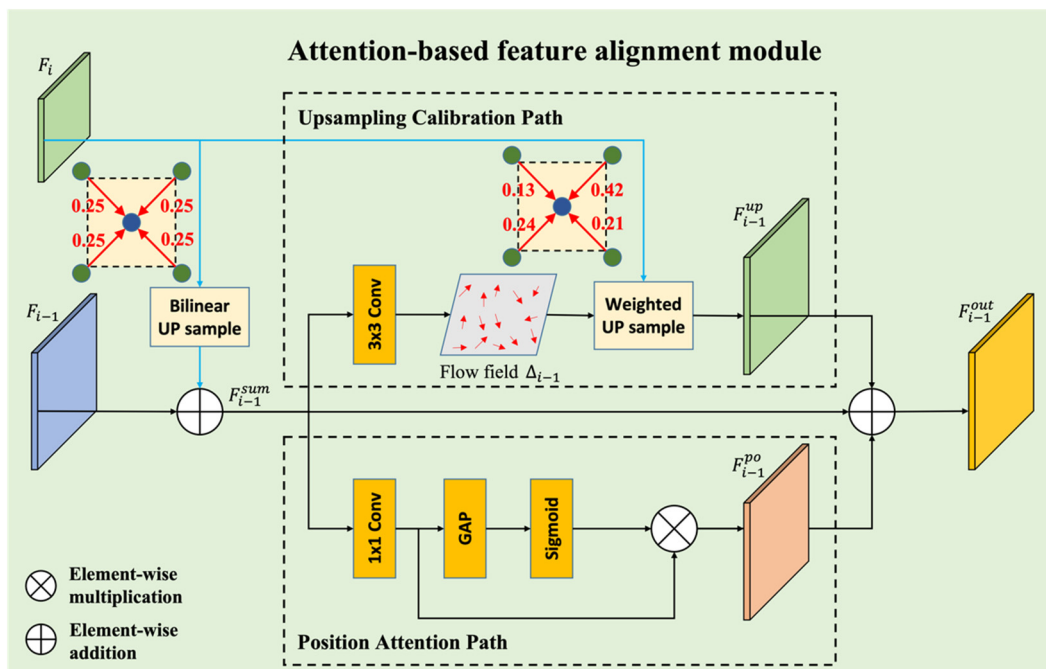 Attention-based feature alignment module
F_i
Upsampling Calibration Path
0.25
0.25
0.25
0.25
0.13
0.42
0.24
0.21
F_{i-1}^{up}
F_{i-1}
Bilinear
UP sample
3x3 Conv
Weighted
UP sample
F_{i-1}^{out}
Flow field Δ_{i-1}
F_{i-1}^{sum}
F_{i-1}^{po}
1x1 Conv
GAP
Sigmoid
Element-wise
multiplication
Element-wise
addition
Position Attention Path